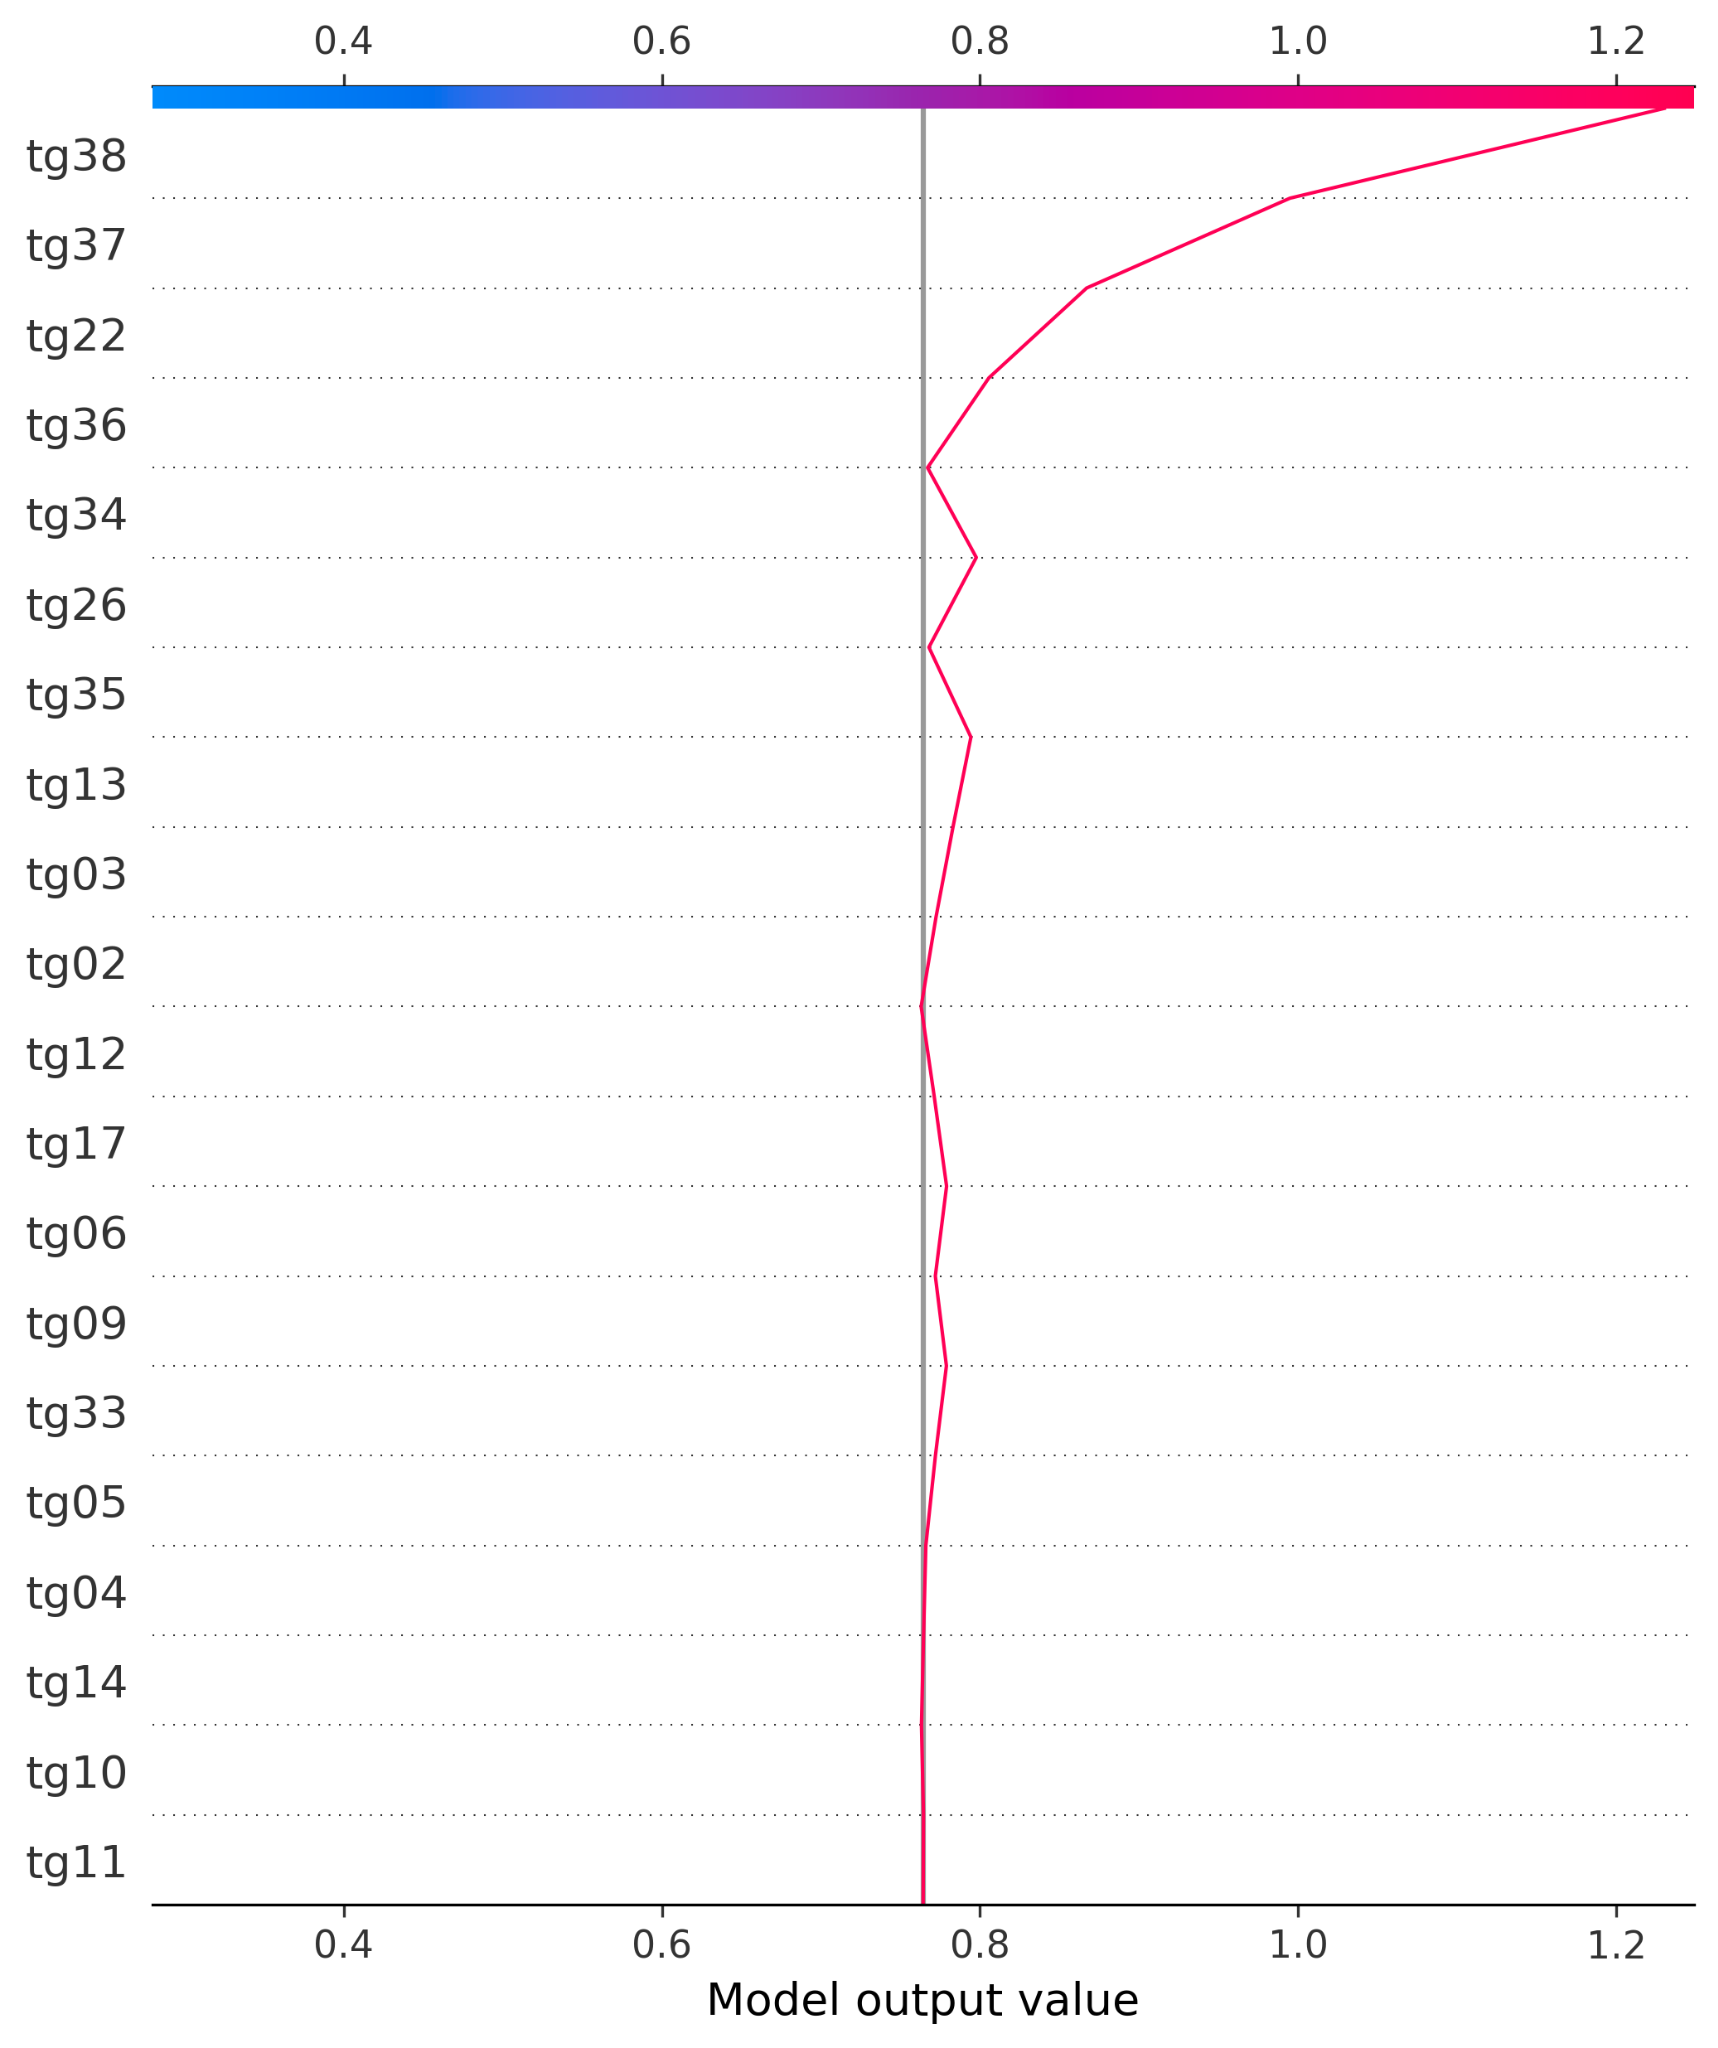 0.4 0.6 0.8 1.0 1.2
tg38
tg37
tg22
tg36
tg34
tg26
tg35
tg13
tg03
tg02
tg12
tg17
tg06
tg09
tg33
tg05
tg04
tg14
tg10
tg11
0.4 0.6 0.8 1.0 1.2
Model output value